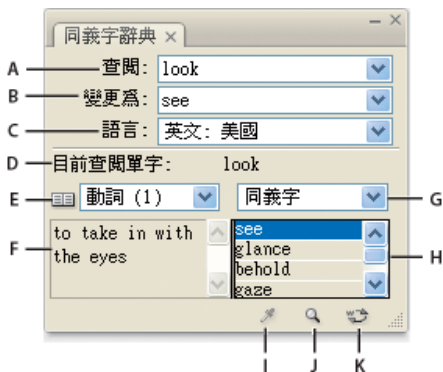 同義字辭典
A 查閱: look
B 變更為: see
C 語言: 英文: 美國
D 目前查閱單字: look
E 動詞 (1) 同義字 G
F to take in with see H
the eyes glance
behold
gaze
I J K